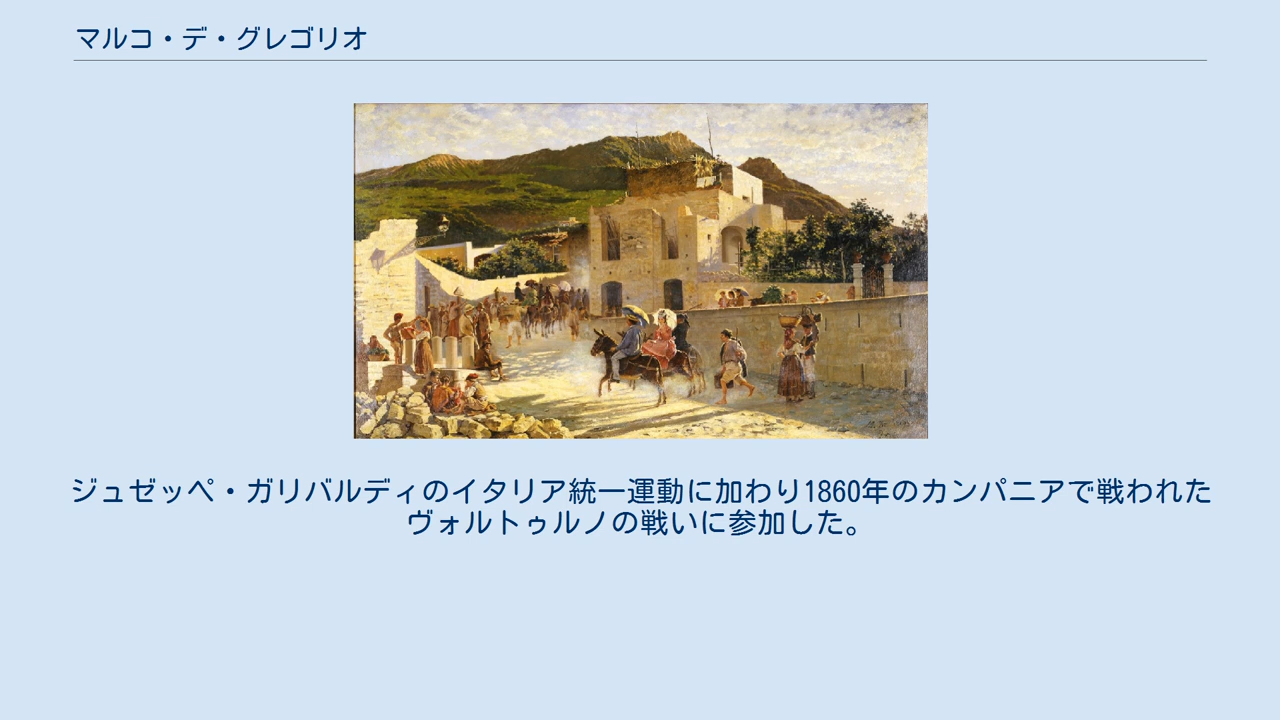 マルコ・デ・グレゴリオ
ジュゼッペ・ガリバルディのイタリア統一運動に加わり1860年のカンパニアで戦われた
ヴォルトゥルノの戦いに参加した。